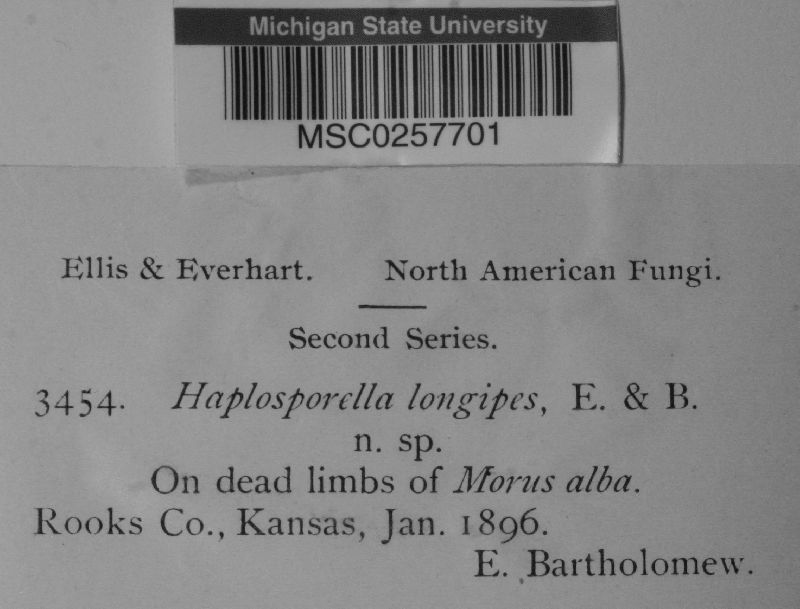 Michigan State University
MSC0257701
Ellis & Everhart. North American Fungi.
Second Series.
3454. Haplosporella longipes, E. & B.
n. sp.
On dead limbs of Morus alba.
Rooks Co., Kansas, Jan. 1896.
E. Bartholomew.